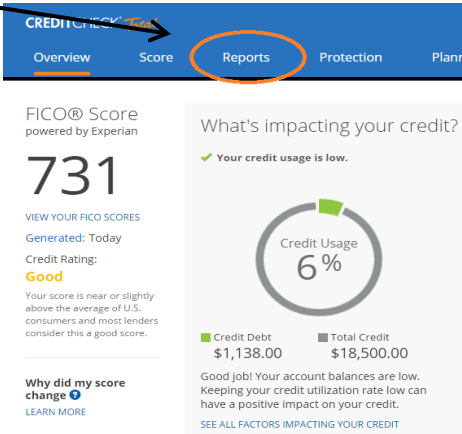 CREDITCHECK® Total
Overview Score Reports Protection Plann
FICO® Score
powered by Experian
731
VIEW YOUR FICO SCORES
Generated: Today
Credit Rating:
Good
Your score is near or slightly
above the average of U.S.
consumers and most lenders
consider this a good score.
Why did my score
change ?
LEARN MORE
What's impacting your credit?
Your credit usage is low.
Credit Usage
6%
Credit Debt
$1,138.00
Total Credit
$18,500.00
Good job! Your account balances are low.
Keeping your credit utilization rate low can
have a positive impact on your credit.
SEE ALL FACTORS IMPACTING YOUR CREDIT